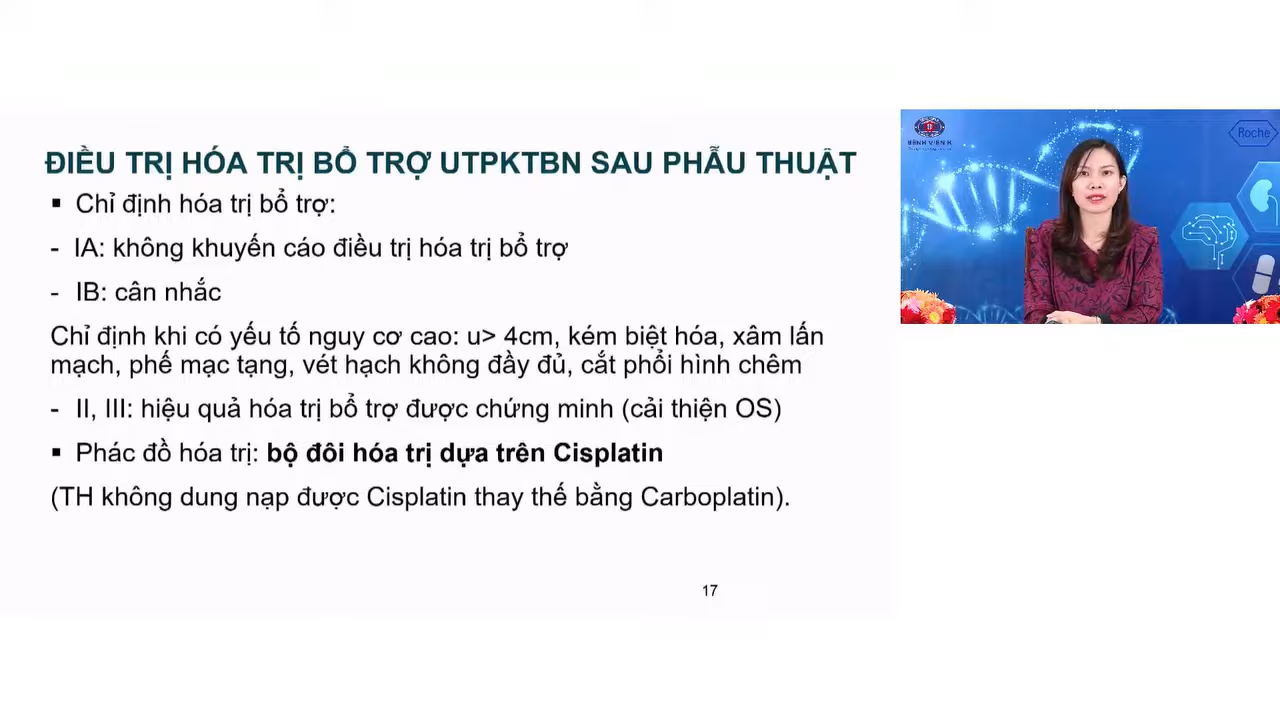 ĐIỀU TRỊ HÓA TRỊ BỔ TRỢ UTPKTBN SAU PHẪU THUẬT
▪ Chỉ định hóa trị bổ trợ:
- IA: không khuyến cáo điều trị hóa trị bổ trợ
- IB: cân nhắc
Chỉ định khi có yếu tố nguy cơ cao: u> 4cm, kém biệt hóa, xâm lấn
mạch, phế mạc tạng, vét hạch không đầy đủ, cắt phổi hình chêm
- II, III: hiệu quả hóa trị bổ trợ được chứng minh (cải thiện OS)
▪ Phác đồ hóa trị: bộ đôi hóa trị dựa trên Cisplatin
(TH không dung nạp được Cisplatin thay thế bằng Carboplatin).
17
BỆNH VIỆN K
Roche